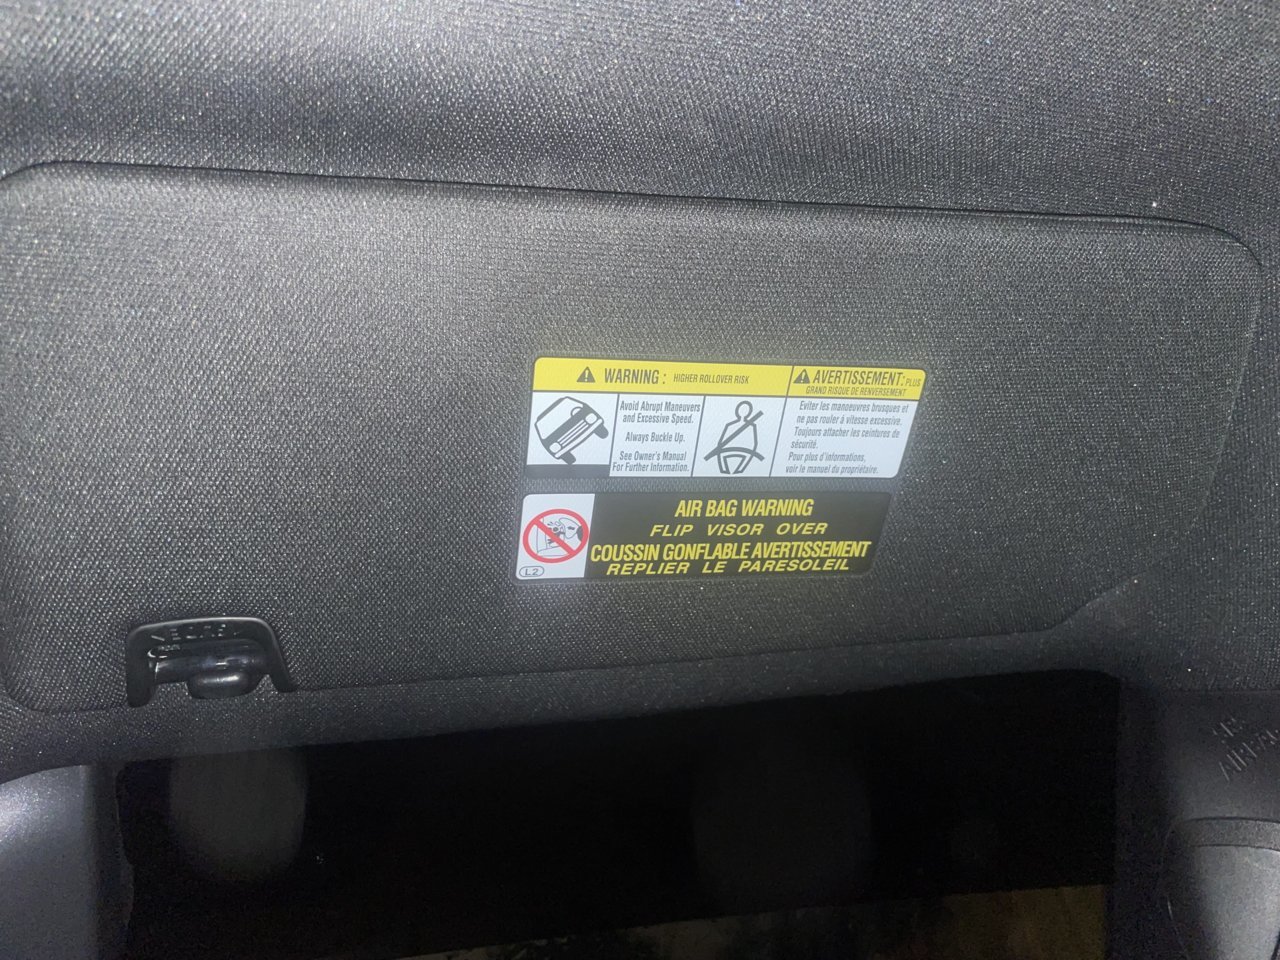 WARNING : HIGHER ROLLOVER RISK
Avoid Abrupt Maneuvers
and Excessive Speed.
Always Buckle Up.
See Owner's Manual
For Further Information.
AVERTISSEMENT: PLUS
GRAND RISQUE DE RENVERSEMENT
Eviter les manoeuvres brusques et
ne pas rouler à vitesse excessive.
Toujours attacher les ceintures de
sécurité.
Pour plus d'informations,
voir le manuel du propriétaire.
AIR BAG WARNING
FLIP VISOR OVER
COUSSIN GONFLABLE AVERTISSEMENT
REPLIER LE PARESOLEIL
L2